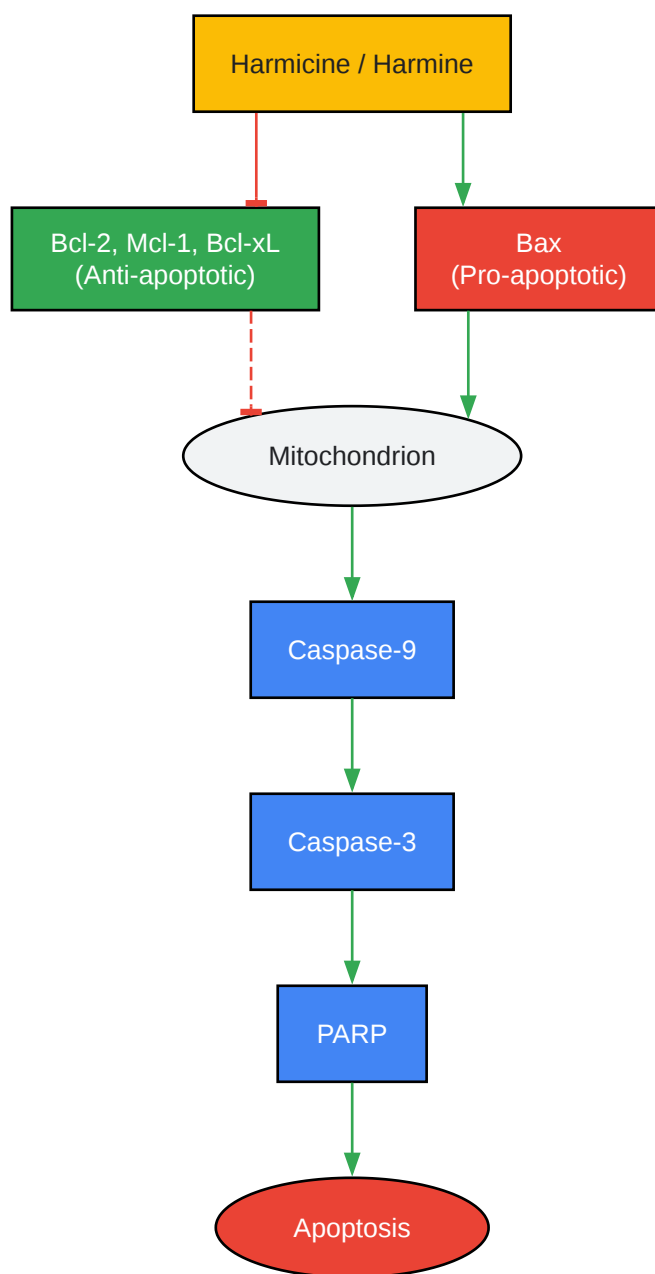 Harmicine / Harmine
Bcl-2, Mcl-1, Bcl-xL
(Anti-apoptotic)
Bax
(Pro-apoptotic)
Mitochondrion
Caspase-9
Caspase-3
PARP
Apoptosis